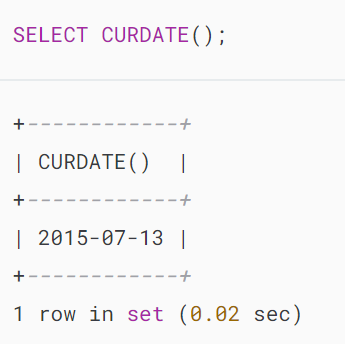 SELECT CURDATE();
+------------+
| CURDATE()  |
+------------+
| 2015-07-13 |
+------------+
1 row in set (0.02 sec)